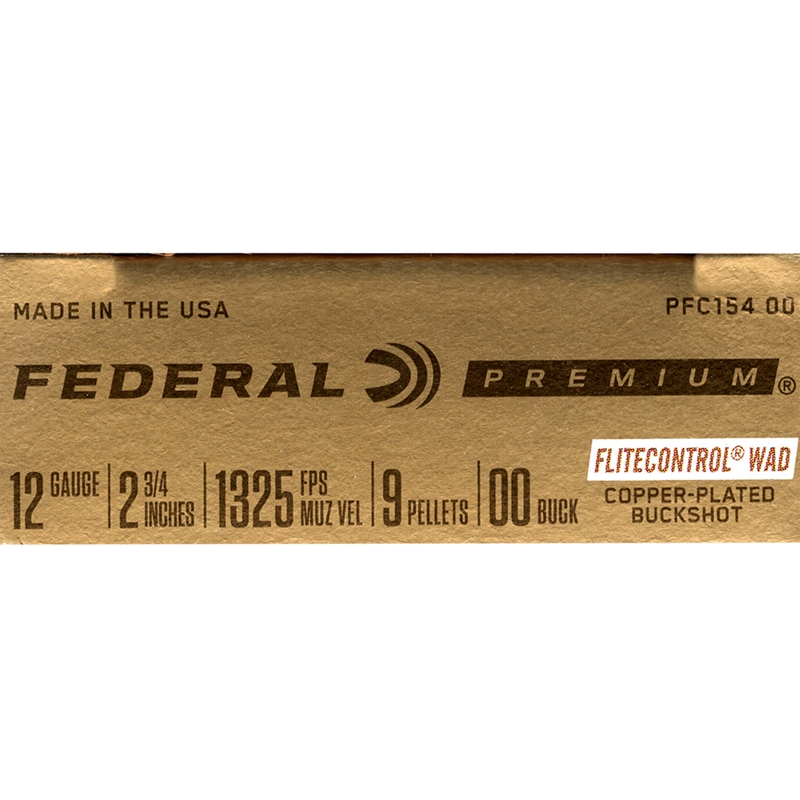 MADE IN THE USA
PFC154 00
FEDERAL PREMIUM®
FLITECONTROL® WAD
12 GAUGE | 2 3/4 INCHES | 1325 FPS MUZ VEL | 9 PELLETS | 00 BUCK
COPPER-PLATED
BUCKSHOT